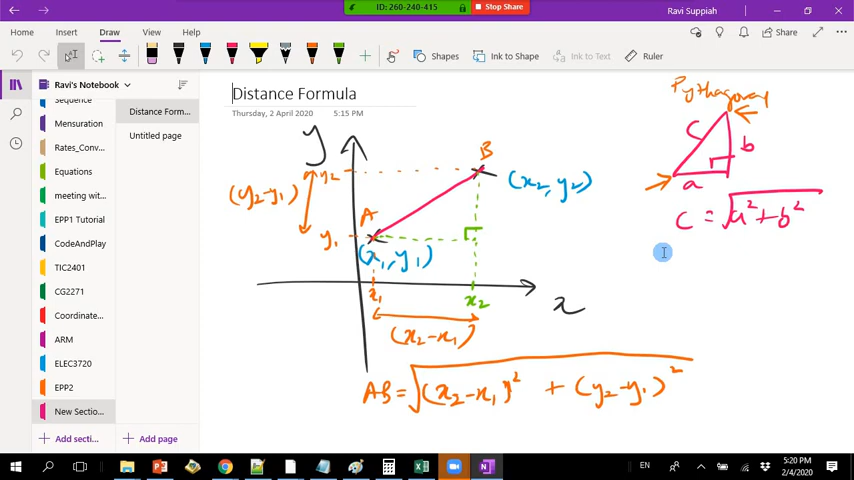 ID: 260-240-415
Stop Share
Ravi Suppiah
Home
Insert
Draw
View
Help
Share
Shapes
Ink to Shape
Ink to Text
Ruler
Ravi's Notebook
Sequence
Mensuration
Rates_Conv...
Equations
meeting wit
EPP1 Tutorial
CodeAndPlay
TIC2401
CG2271
Coordinate...
ARM
ELEC3720
EPP2
New Sectio...
Add secti...
Distance Form...
Untitled page
Add page
Distance Formula
Thursday, 2 April 2020 5:15 PM
y
y₂
B
(x₂, y₂)
(y₂-y₁)
A
y₁
(x₁, y₁)
x₁
x₂
x
(x₂-x₁)
AB = √(x₂-x₁)² + (y₂-y₁)²
Pythagoras
c
b
a
c = √a² + b²
EN
5:20 PM
2/4/2020